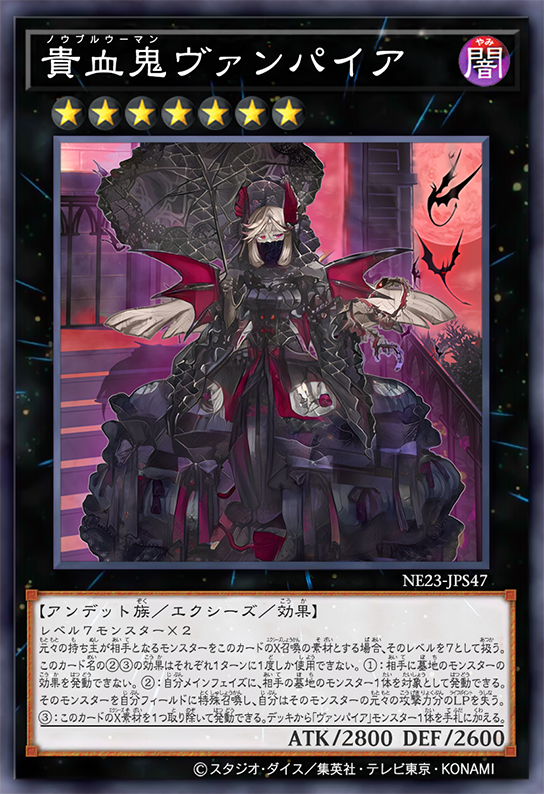 ノウブルウーマン
貴血鬼ヴァンパイア
やみ
闇
NE23-JPS47
【アンデット族／エクシーズ／効果】
レベル７モンスター×２
元々の持ち主が相手となるモンスターをこのカードのX召喚の素材とする場合、そのレベルを7として扱う。
このカード名の②③の効果はそれぞれ1ターンに1度しか使用できない。①：相手は墓地のモンスターの
効果を発動できない。②：自分メインフェイズに、相手の墓地のモンスター1体を対象として発動できる。
そのモンスターを自分フィールドに特殊召喚し、自分はそのモンスターの元々の攻撃力分のLPを失う。
③：このカードのX素材を1つ取り除いて発動できる。デッキから「ヴァンパイア」モンスター1体を手札に加える。
ATK/2800 DEF/2600
©スタジオ・ダイス／集英社・テレビ東京・KONAMI